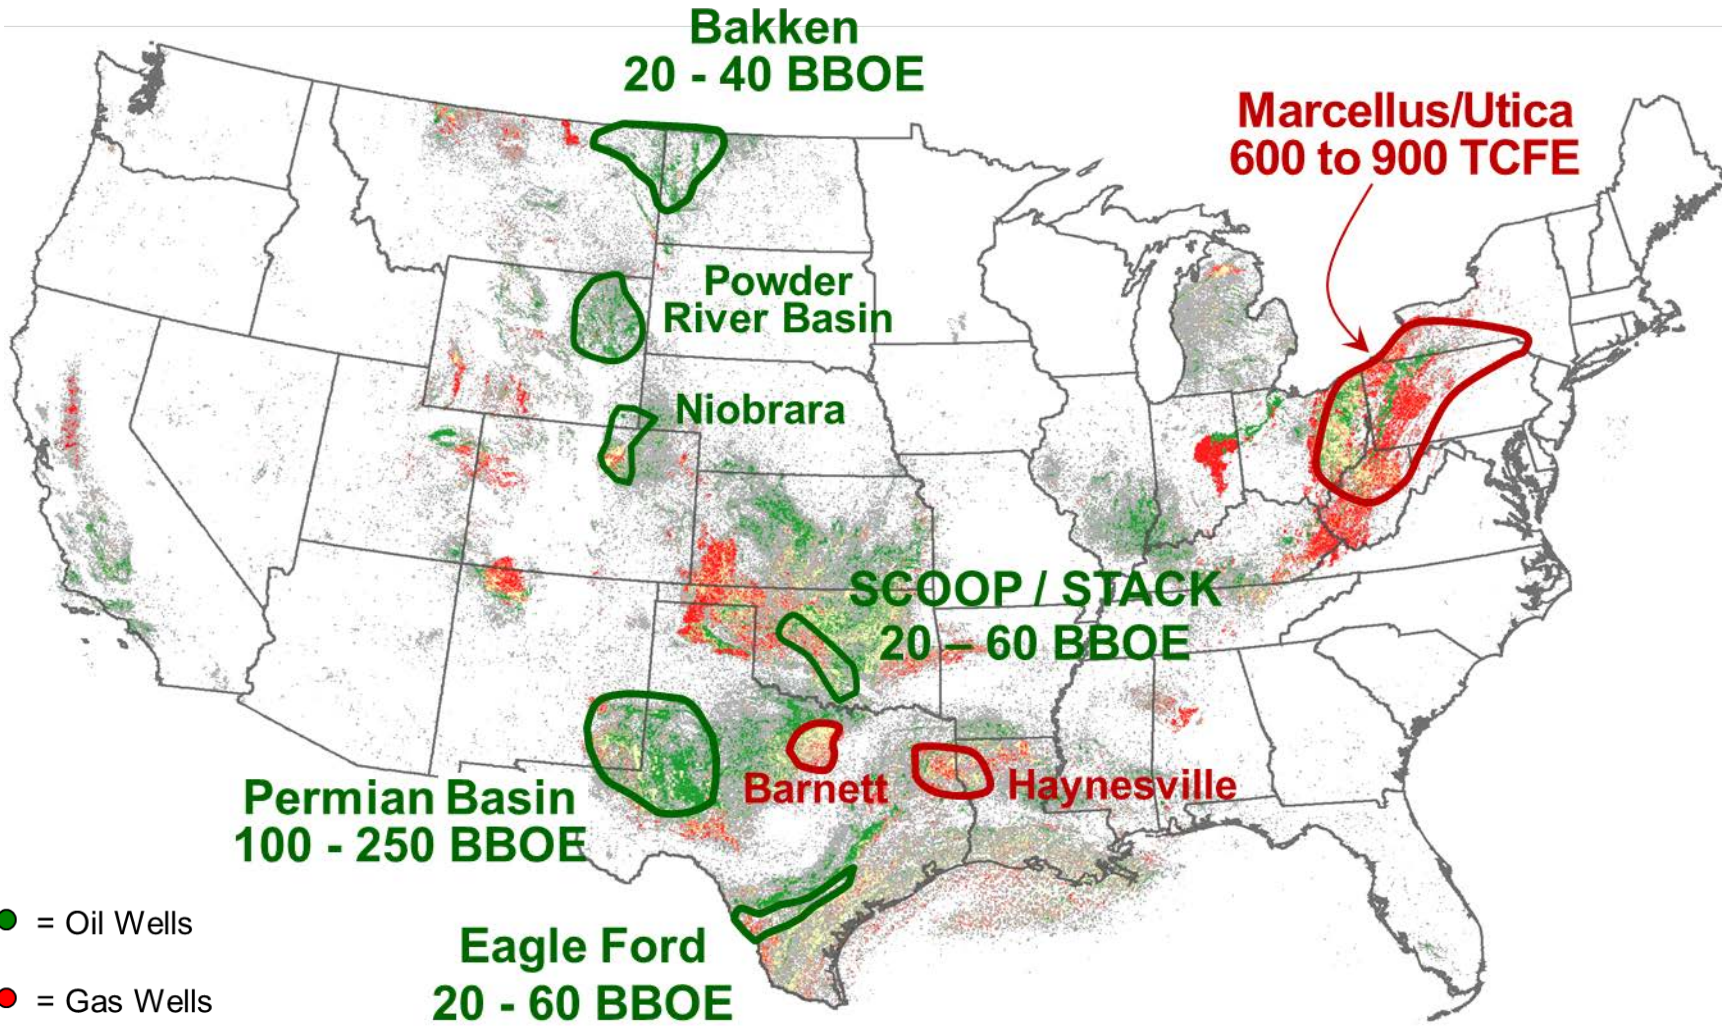 Bakken
20 - 40 BBOE
Marcellus/Utica
600 to 900 TCFE
Powder
River Basin
Niobrara
SCOOP / STACK
20 – 60 BBOE
Barnett
Haynesville
Permian Basin
100 - 250 BBOE
Eagle Ford
20 - 60 BBOE
= Oil Wells
= Gas Wells